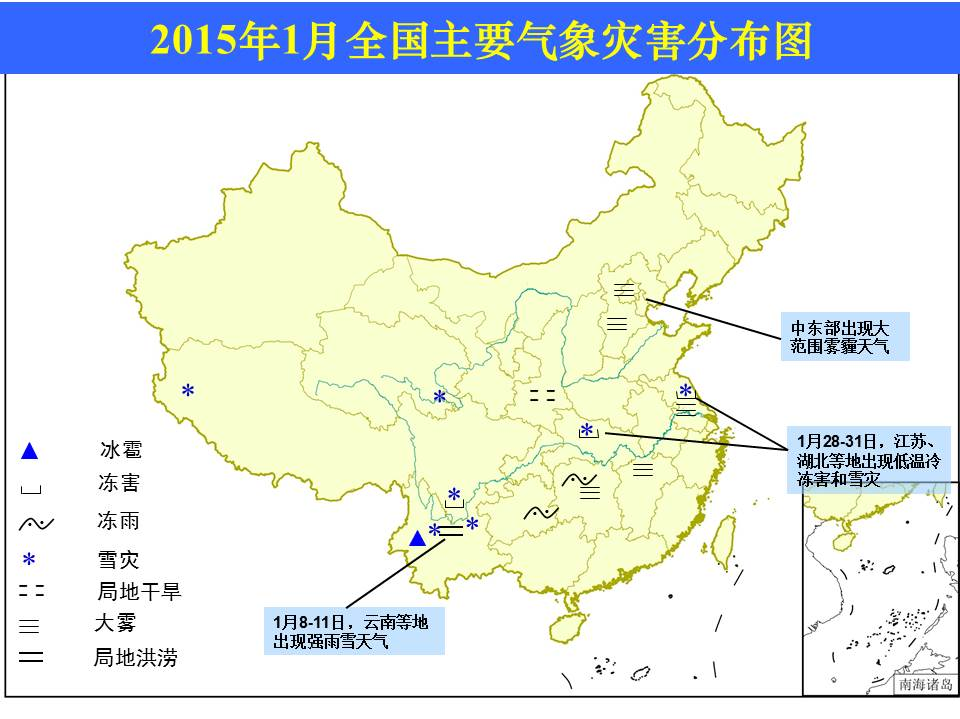 2015年1月全国主要气象灾害分布图
中东部出现大
范围雾霾天气
1月28-31日，江苏、
湖北等地出现低温冷
冻害和雪灾
冰雹
冻害
冻雨
雪灾
局地干旱
大雾
局地洪涝
1月8-11日，云南等地
出现强雨雪天气
南海诸岛